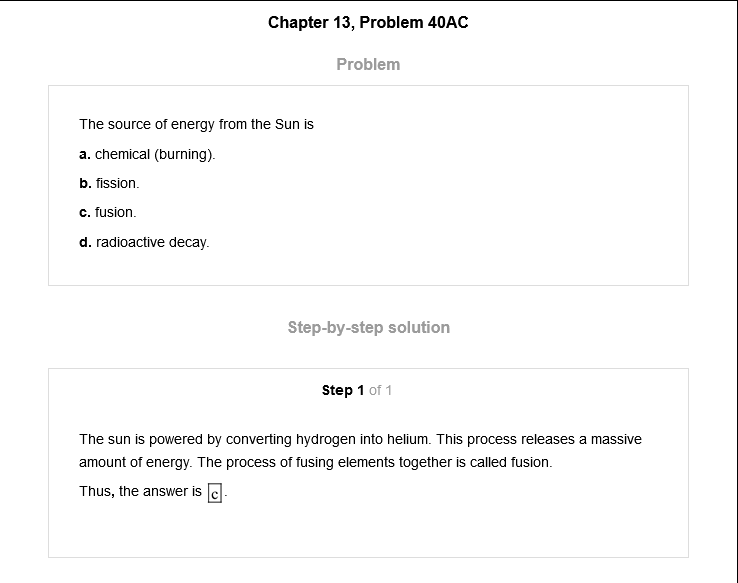 Chapter 13, Problem 40AC
Problem
The source of energy from the Sun is
a. chemical (burning).
b. fission.
c. fusion.
d. radioactive decay.
Step-by-step solution
Step 1 of 1
The sun is powered by converting hydrogen into helium. This process releases a massive
amount of energy. The process of fusing elements together is called fusion.
Thus, the answer is c.